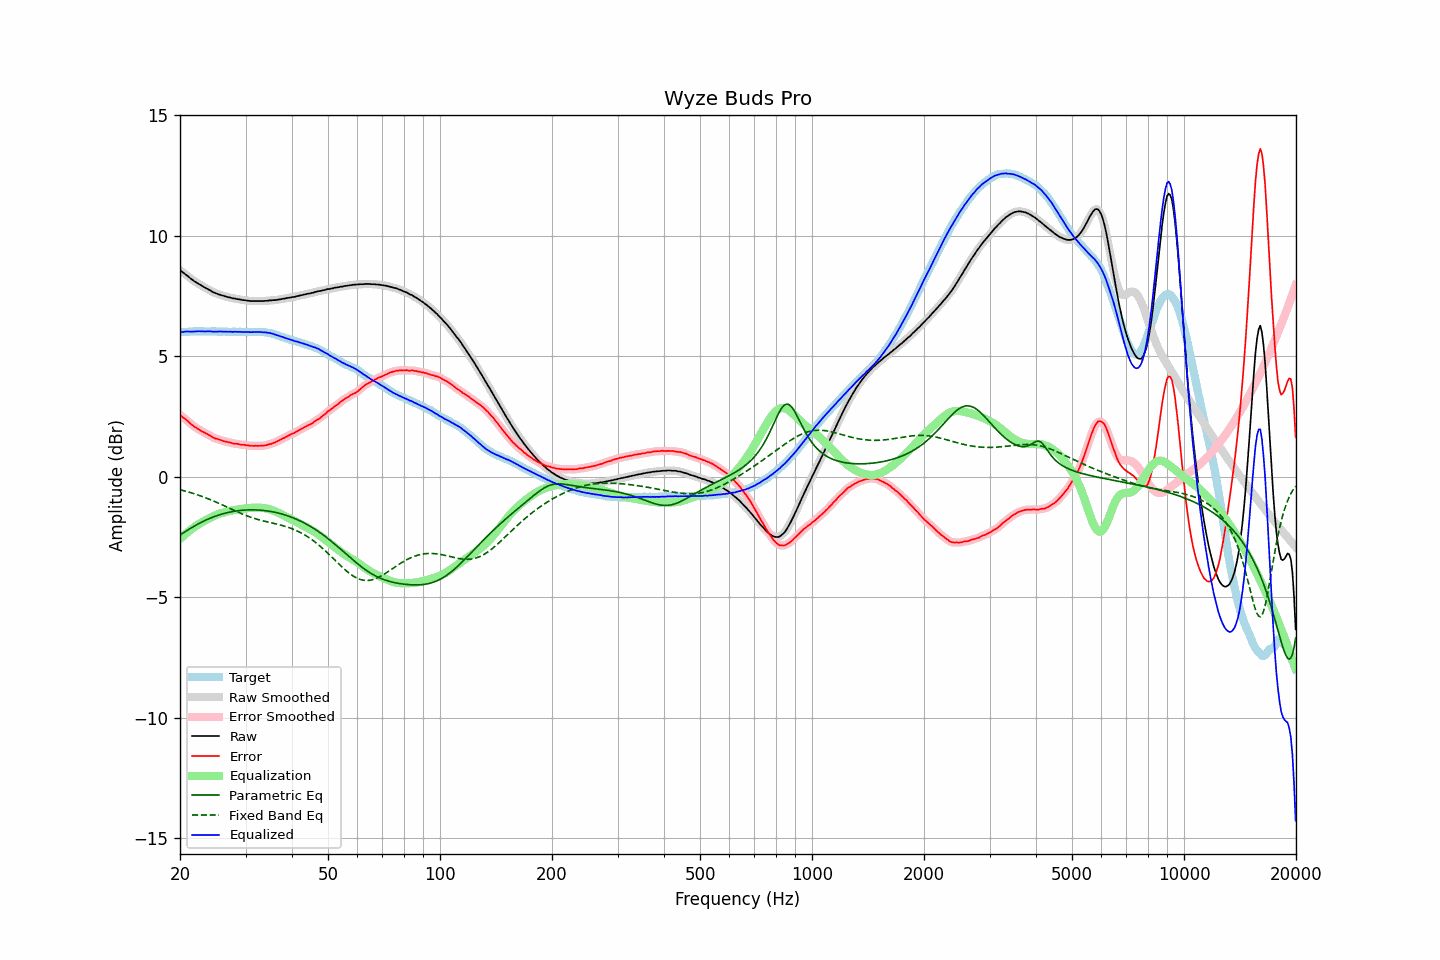 Wyze Buds Pro
15
10
5
0
−5
−10
−15
Amplitude (dBr)
20
50
100
200
500
1000
2000
5000
10000
20000
Frequency (Hz)
Target
Raw Smoothed
Error Smoothed
Raw
Error
Equalization
Parametric Eq
Fixed Band Eq
Equalized